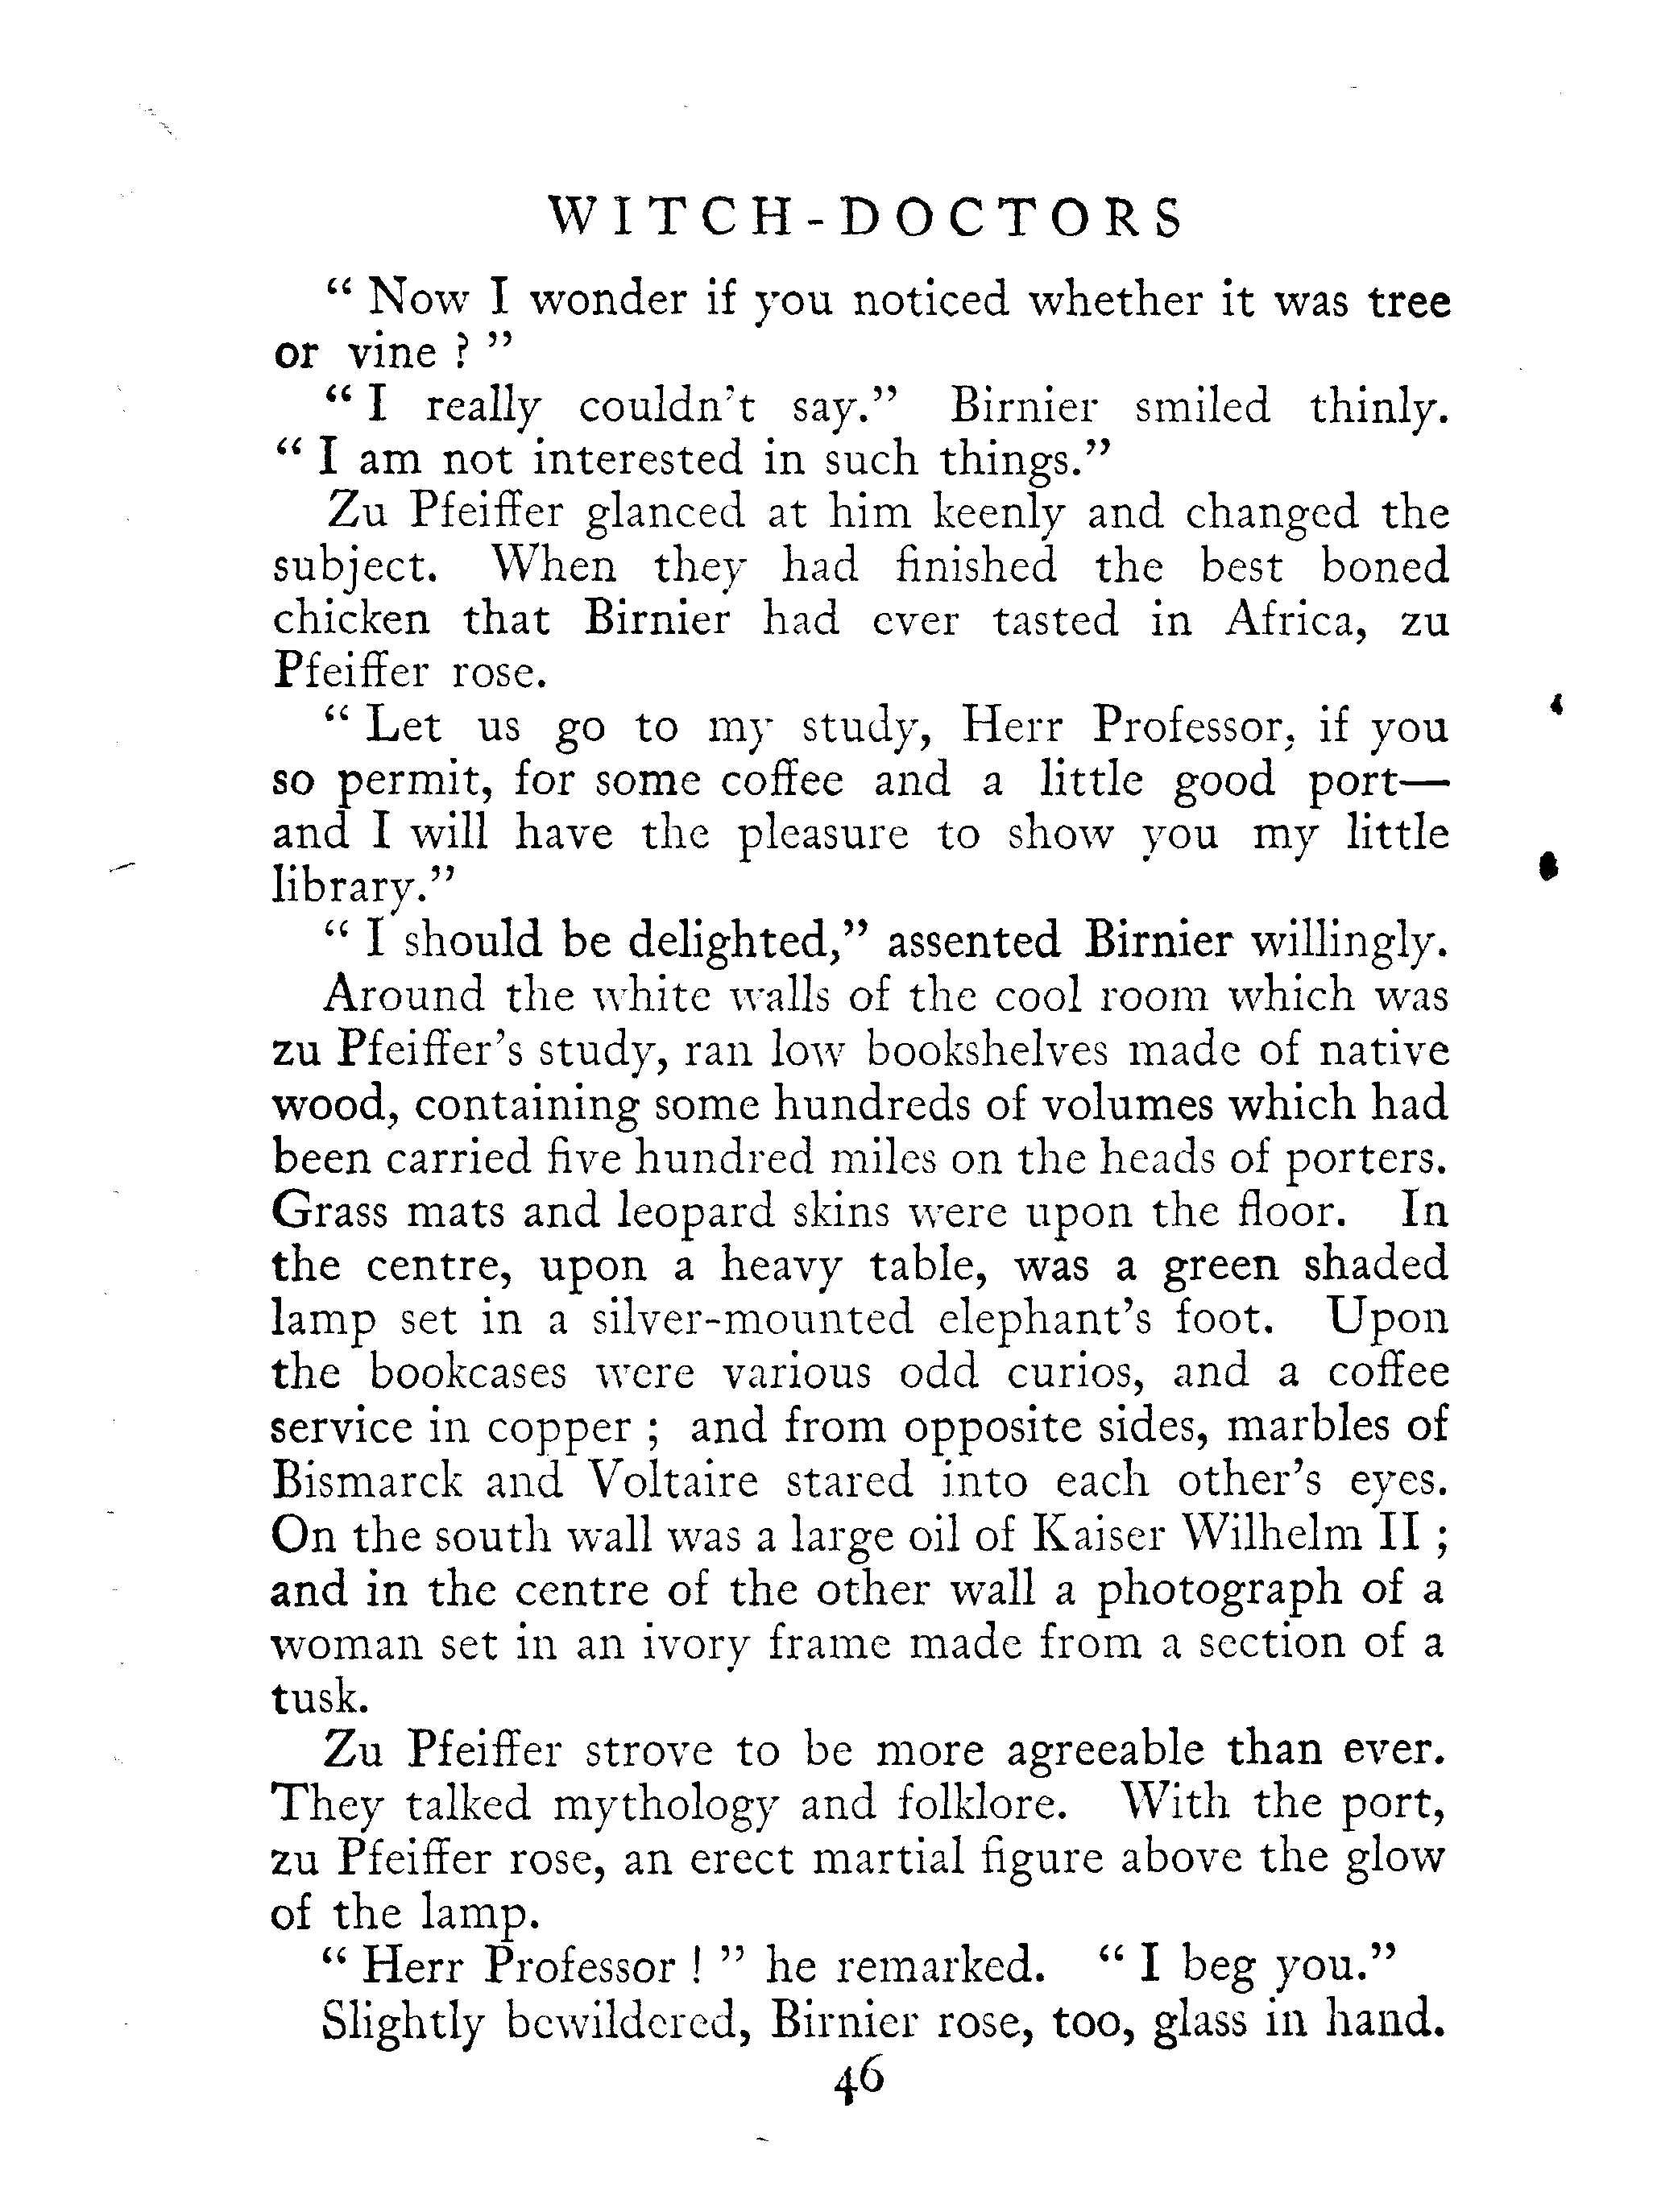 WITCH-DOCTORS
“ Now I wonder if you noticed whether it was tree
or vine ? ”
“ I really couldn’t say.” Birnier smiled thinly.
“ I am not interested in such things.”
Zu Pfeiffer glanced at him keenly and changed the
subject. When they had finished the best boned
chicken that Birnier had ever tasted in Africa, zu
Pfeiffer rose.
“ Let us go to my study, Herr Professor, if you
so permit, for some coffee and a little good port—
and I will have the pleasure to show you my little
library.”
“ I should be delighted,” assented Birnier willingly.
Around the white walls of the cool room which was
zu Pfeiffer’s study, ran low bookshelves made of native
wood, containing some hundreds of volumes which had
been carried five hundred miles on the heads of porters.
Grass mats and leopard skins were upon the floor. In
the centre, upon a heavy table, was a green shaded
lamp set in a silver-mounted elephant’s foot. Upon
the bookcases were various odd curios, and a coffee
service in copper ; and from opposite sides, marbles of
Bismarck and Voltaire stared into each other’s eyes.
On the south wall was a large oil of Kaiser Wilhelm II ;
and in the centre of the other wall a photograph of a
woman set in an ivory frame made from a section of a
tusk.
Zu Pfeiffer strove to be more agreeable than ever.
They talked mythology and folklore. With the port,
zu Pfeiffer rose, an erect martial figure above the glow
of the lamp.
“ Herr Professor ! ” he remarked. “ I beg you.”
Slightly bewildered, Birnier rose, too, glass in hand.
46